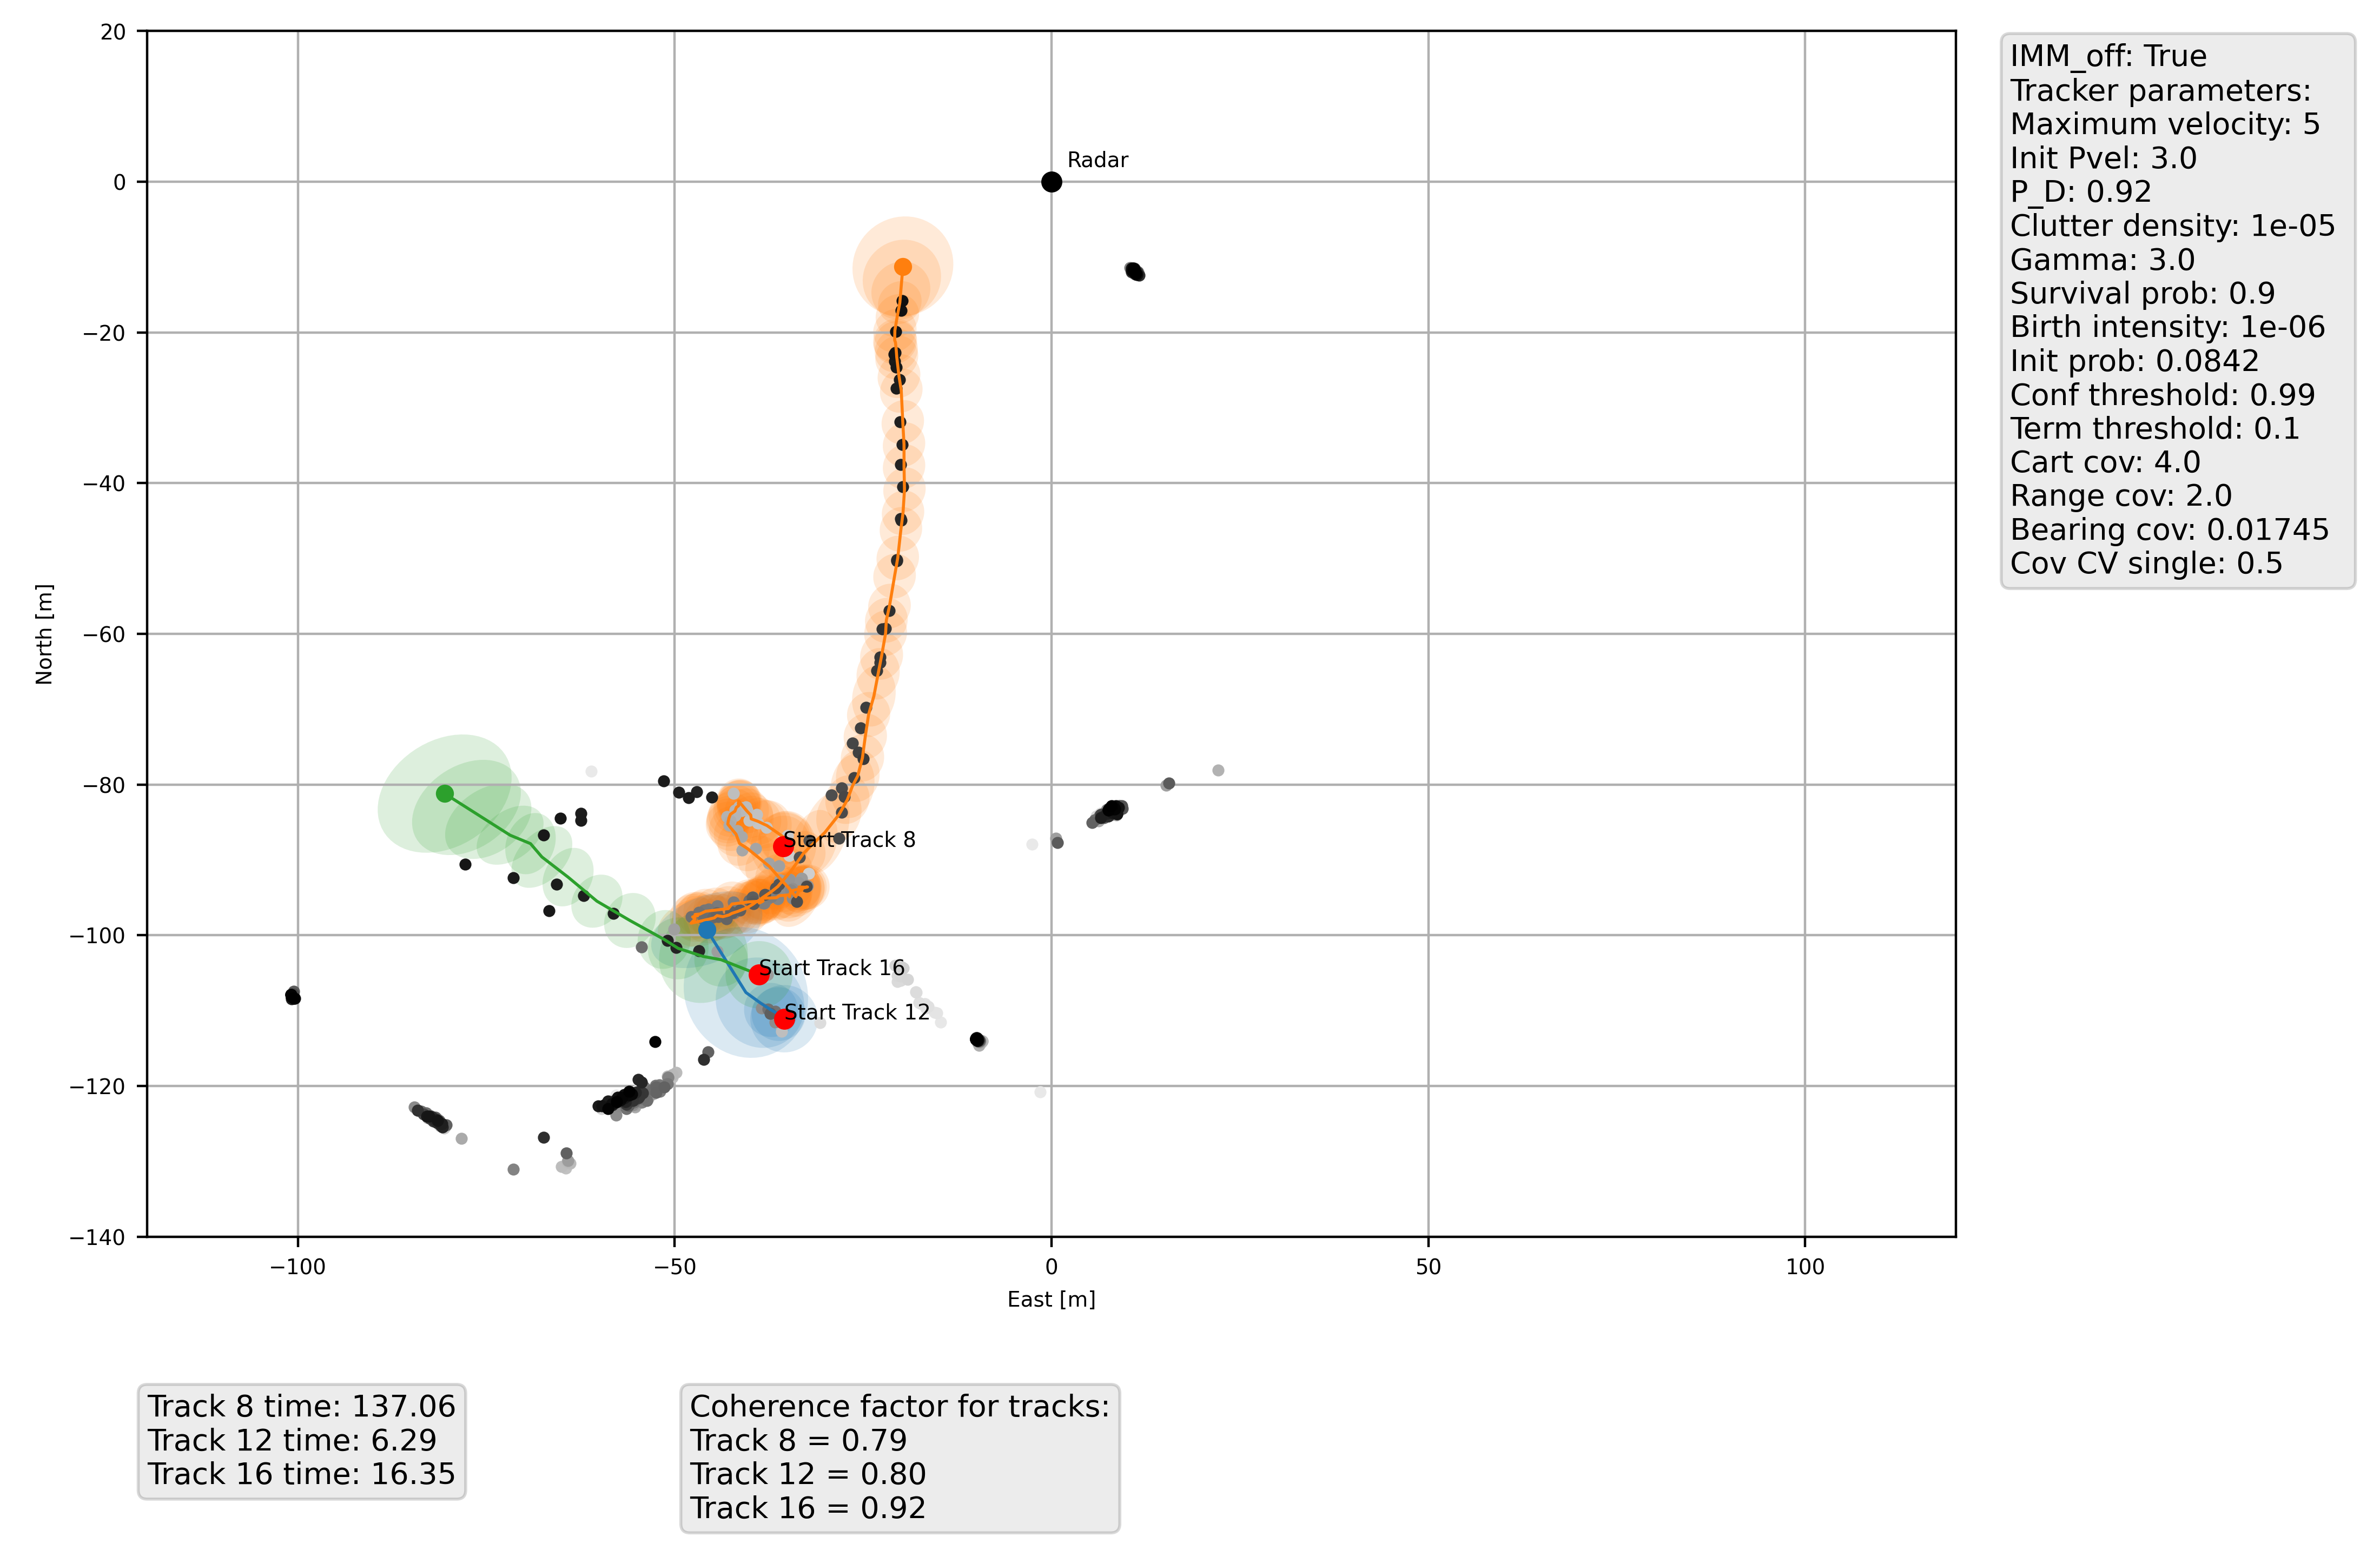 20
0
−20
−40
−60
−80
−100
−120
−140
North [m]
−100
−50
0
50
100
East [m]
Radar
Start Track 8
Start Track 16
Start Track 12
IMM_off: True
Tracker parameters:
Maximum velocity: 5
Init Pvel: 3.0
P_D: 0.92
Clutter density: 1e-05
Gamma: 3.0
Survival prob: 0.9
Birth intensity: 1e-06
Init prob: 0.0842
Conf threshold: 0.99
Term threshold: 0.1
Cart cov: 4.0
Range cov: 2.0
Bearing cov: 0.01745
Cov CV single: 0.5
Track 8 time: 137.06
Track 12 time: 6.29
Track 16 time: 16.35
Coherence factor for tracks:
Track 8 = 0.79
Track 12 = 0.80
Track 16 = 0.92